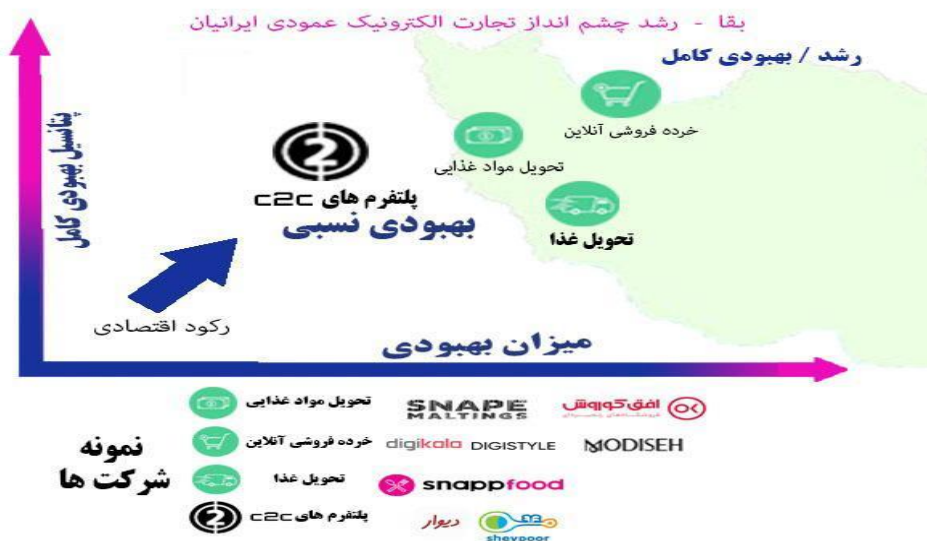 بقا - رشد چشم انداز تجارت الکترونیک عمودی ایرانیان
رشد / بهبودی کامل
خرده فروشی آنلاین
تحویل مواد غذایی
پلتفرم های c2c
بهبودی نسبی
تحویل غذا
پتانسیل بهبودی کامل
رکود اقتصادی
میزان بهبودی
نمونه شرکت ها
تحویل مواد غذایی
SNAPE
MALTINGS
افق کوروش
خرده فروشی آنلاین
digikala DIGISTYLE MODISEH
تحویل غذا
snappfood
پلتفرم های c2c
دیوار
sheypoor